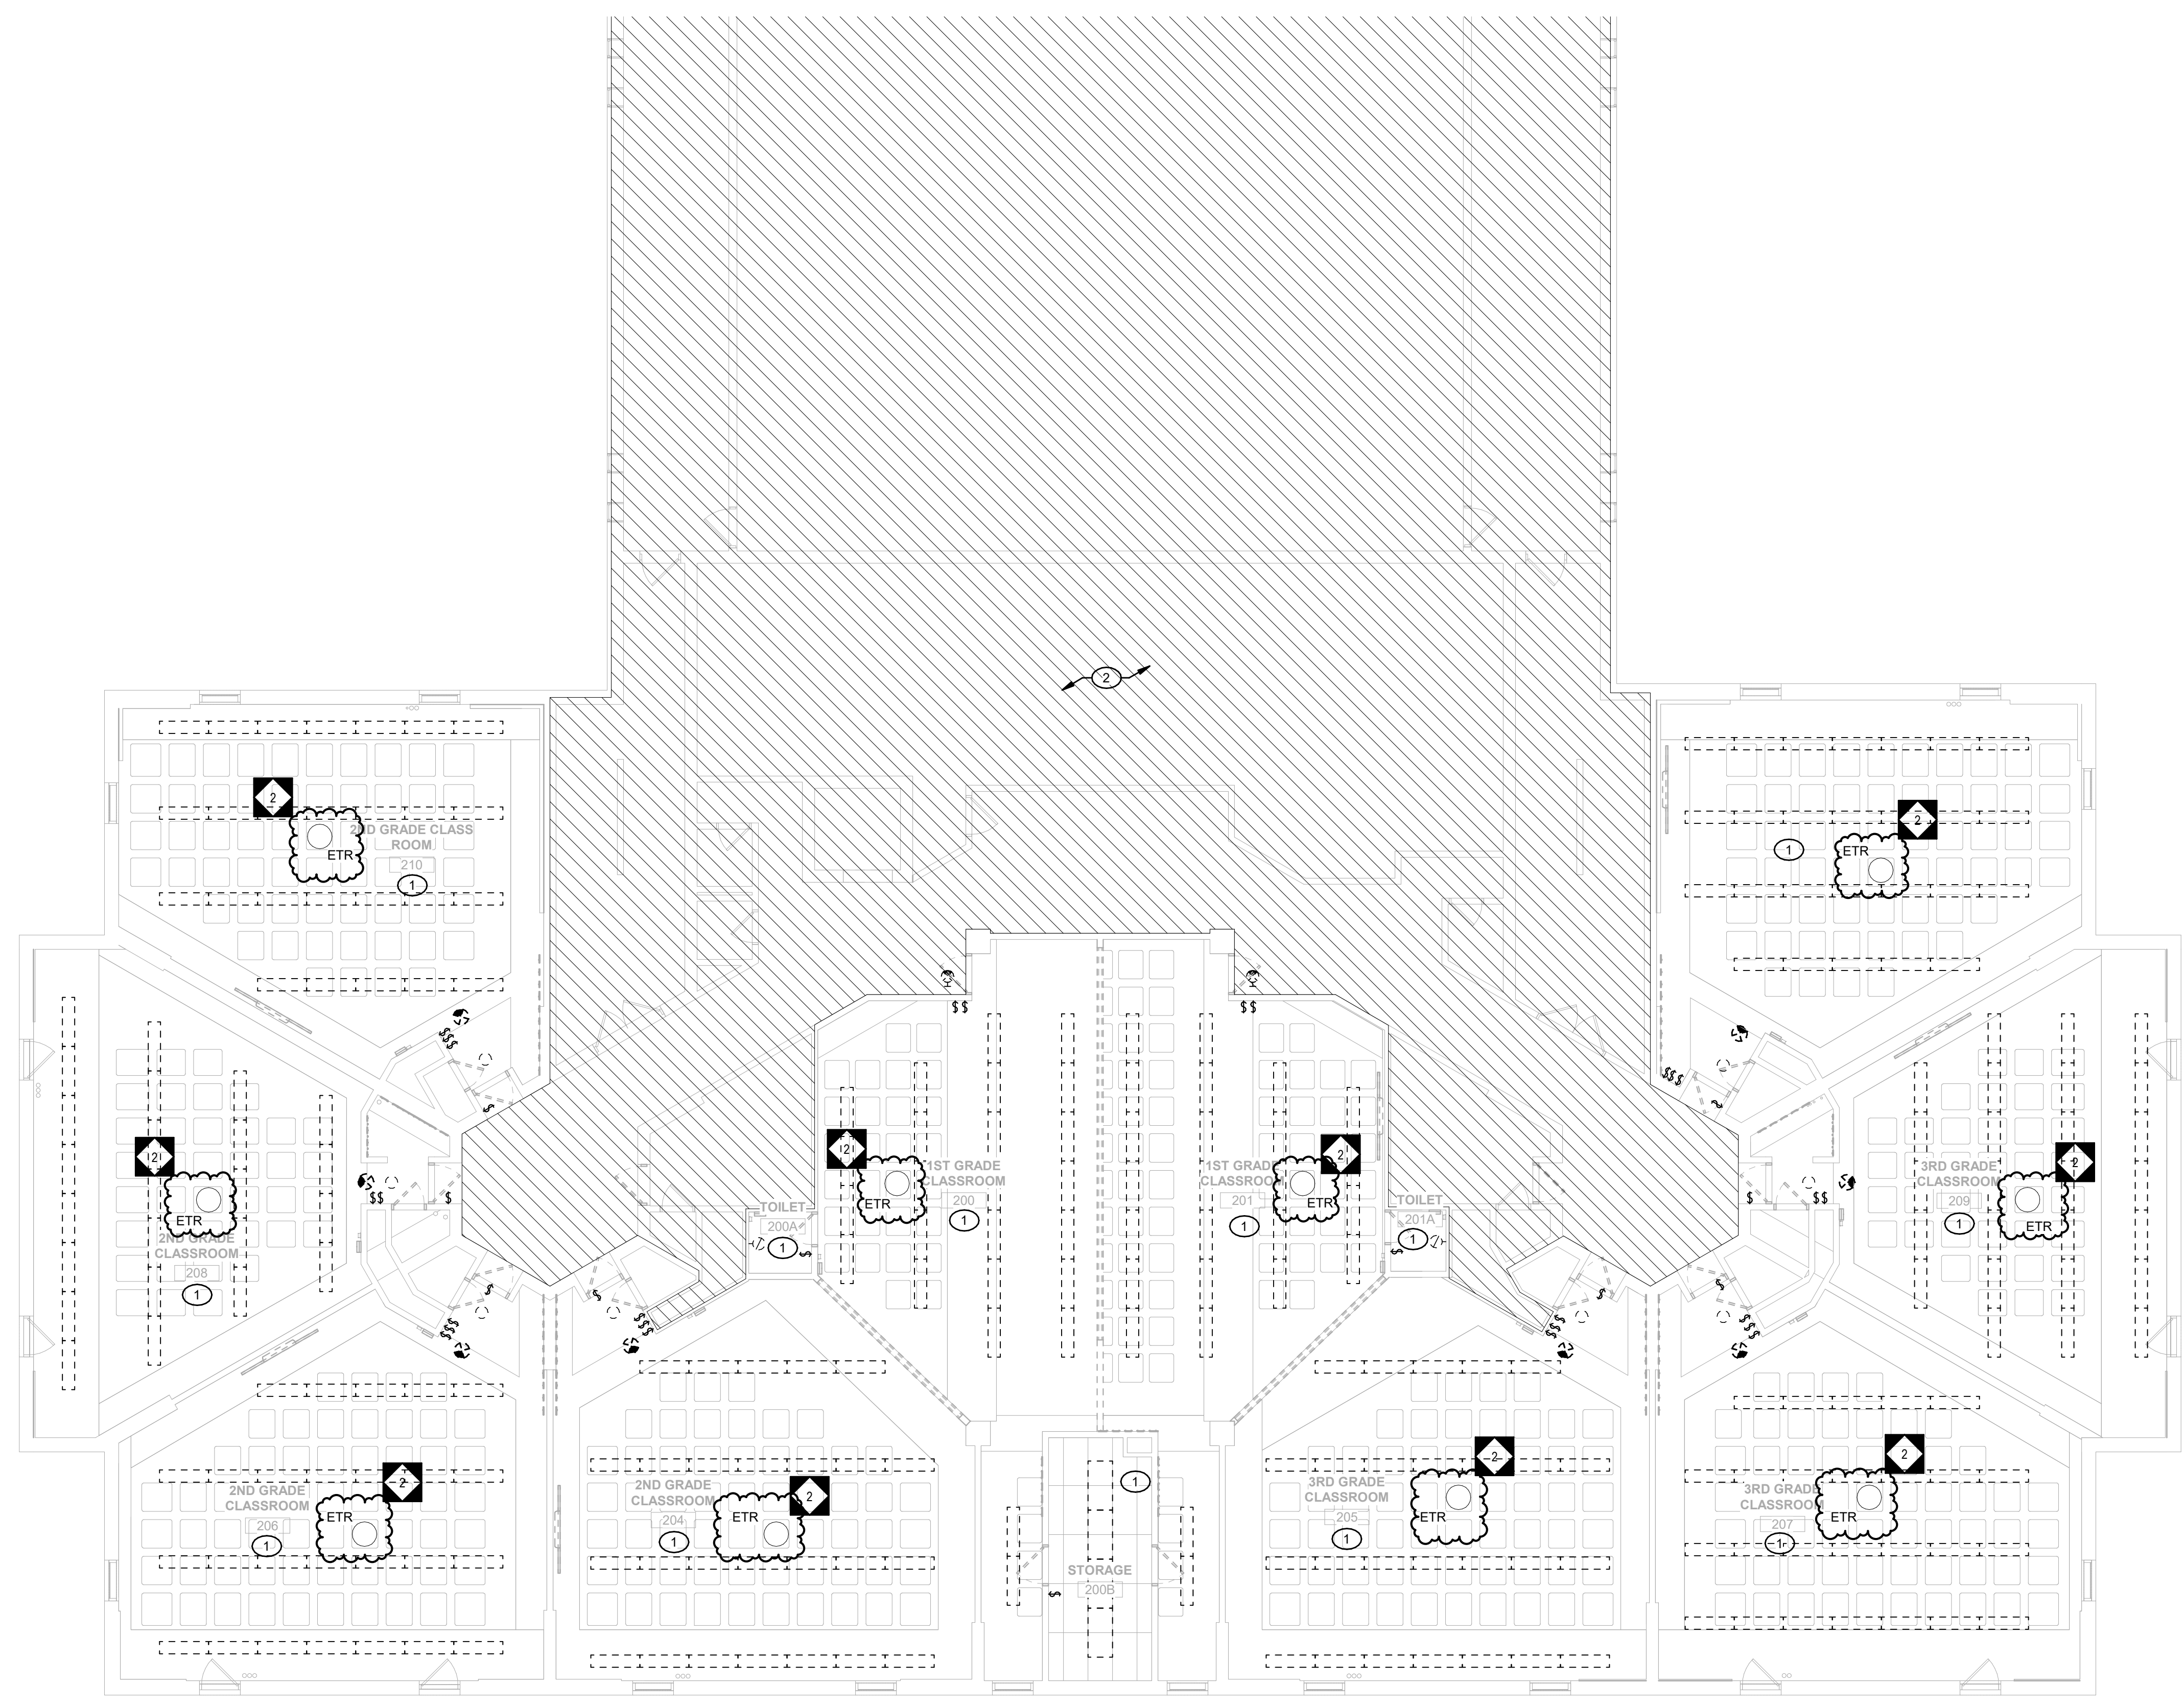 2
2
ETR
2ND GRADE CLASS
ROOM
210
1
2
ETR
1
$$$
$$
$$
$$$
$
$
2
ETR
2ND GRADE
CLASSROOM
208
1
$$
$
2
ETR
1ST GRADE
CLASSROOM
200
1
TOILET
200A
1
$
2
ETR
1ST GRADE
CLASSROOM
201
1
TOILET
201A
1
$
$
$$
2
ETR
3RD GRADE
CLASSROOM
209
1
$
$
$
$
$$$
$$$
$$$
$$$
2
ETR
2ND GRADE
CLASSROOM
206
1
2
ETR
2ND GRADE
CLASSROOM
204
1
1
STORAGE
200B
$
2
ETR
3RD GRADE
CLASSROOM
205
1
2
ETR
3RD GRADE
CLASSROOM
207
1